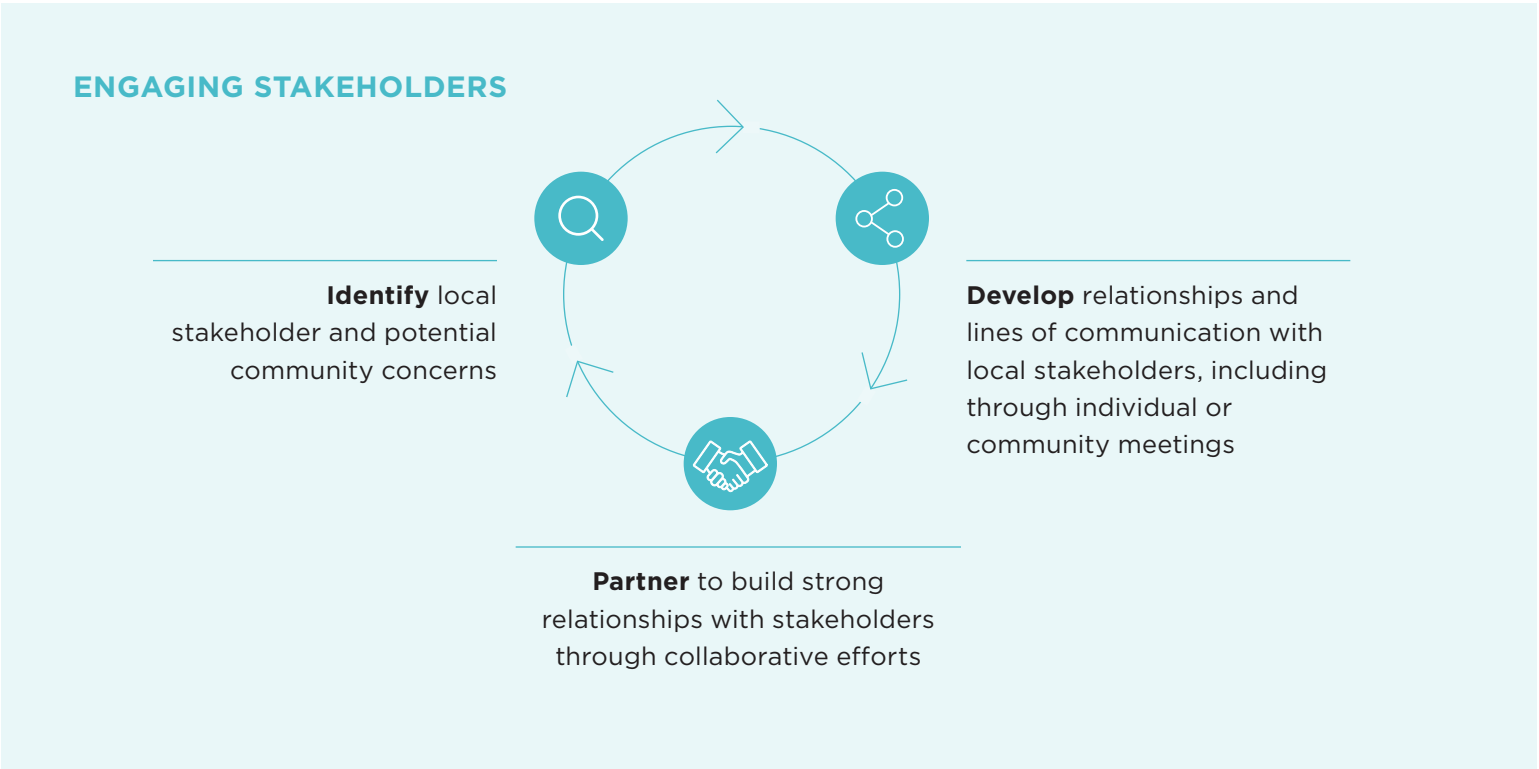 ENGAGING STAKEHOLDERS
Identify local
stakeholder and potential
community concerns
Develop relationships and
lines of communication with
local stakeholders, including
through individual or
community meetings
Partner to build strong
relationships with stakeholders
through collaborative efforts